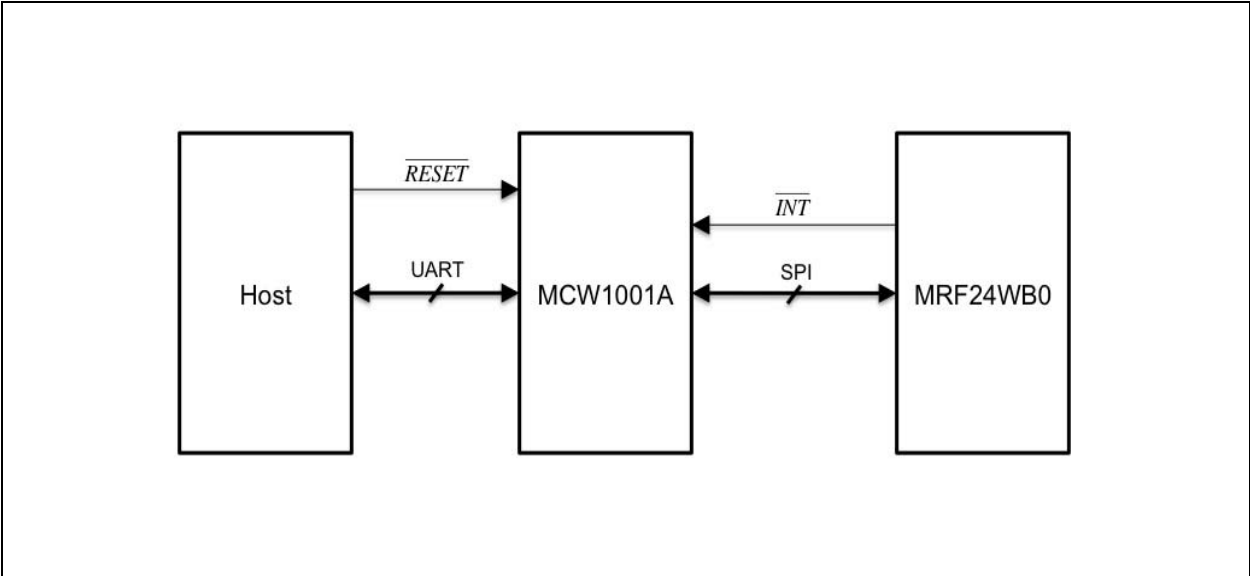 RESET
INT
UART
SPI
Host
MCW1001A
MRF24WB0